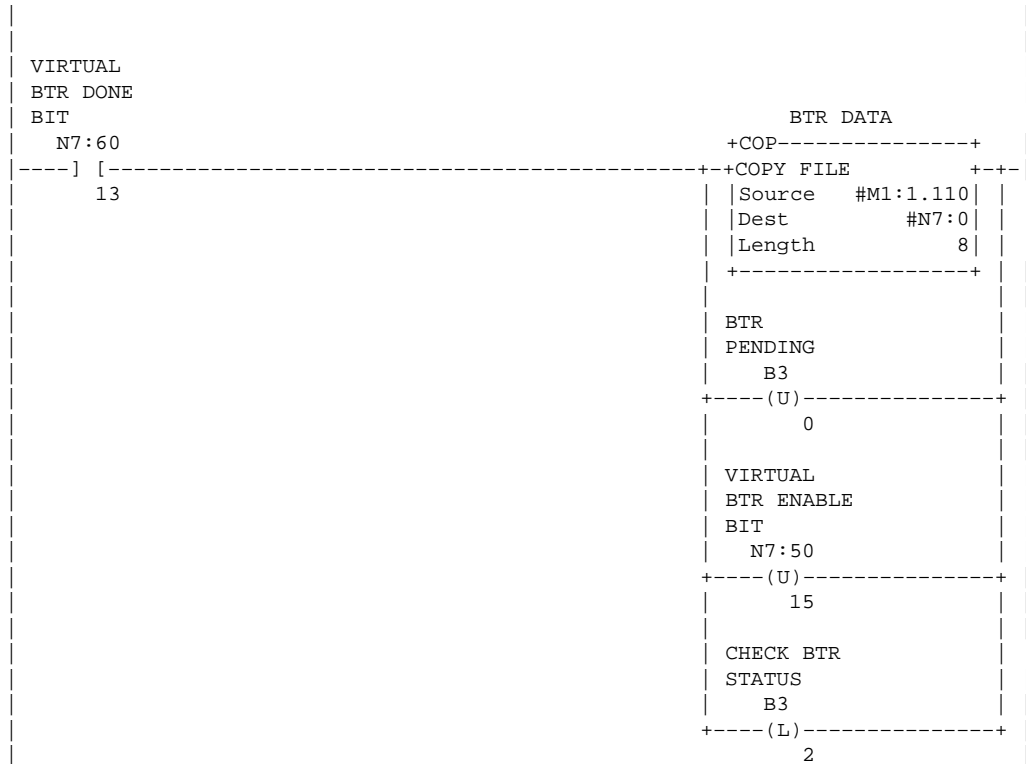 VIRTUAL
BTR DONE
BIT BTR DATA
N7:60 +COP---------------+
|----] [----------------------------------------------+-+COPY FILE +-+-|
13 | |Source #M1:1.110| |
| |Dest #N7:0| |
| |Length 8| |
| +------------------+ |
BTR
PENDING
B3
+----(U)---------------+
0
VIRTUAL
BTR ENABLE
BIT
N7:50
+----(U)---------------+
15
CHECK BTR
STATUS
B3
+----(L)---------------+
2